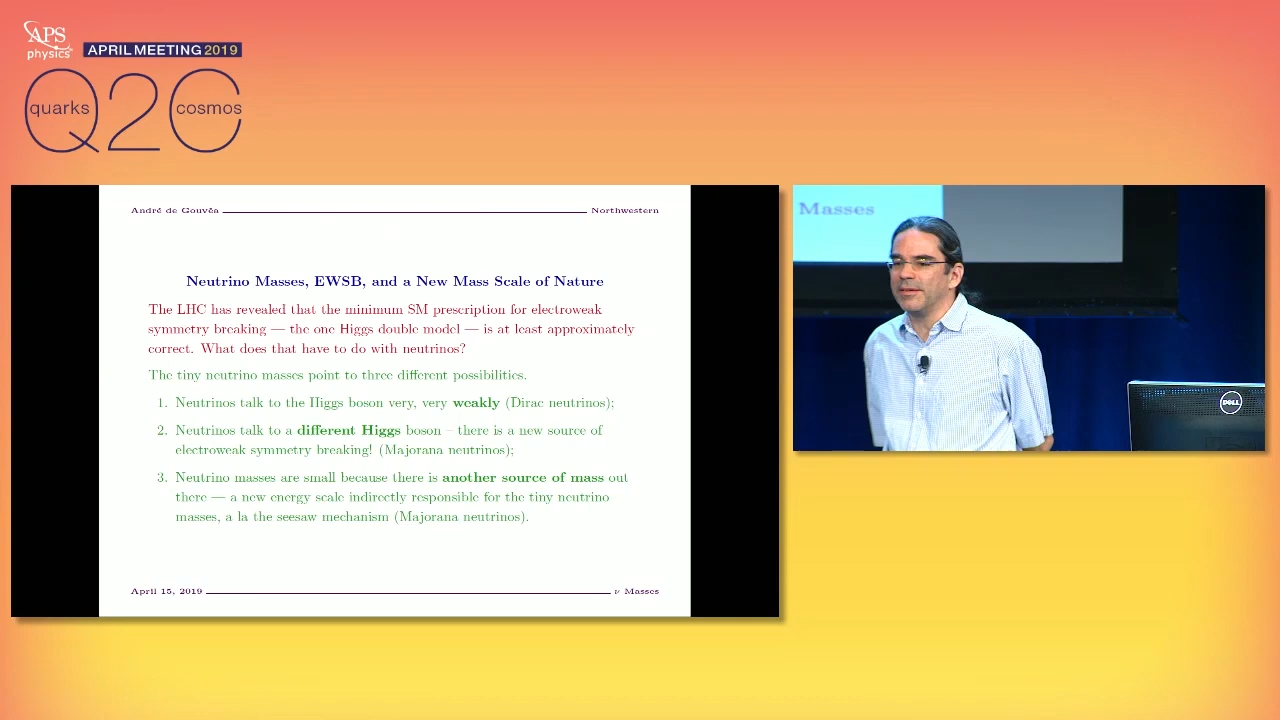 APS
physics
APRIL MEETING 2019
Q2C
quarks
cosmos
André de Gouvêa
Northwestern
Neutrino Masses, EWSB, and a New Mass Scale of Nature
The LHC has revealed that the minimum SM prescription for electroweak
symmetry breaking — the one Higgs double model — is at least approximately
correct. What does that have to do with neutrinos?
The tiny neutrino masses point to three different possibilities.
1. Neutrinos talk to the Higgs boson very, very weakly (Dirac neutrinos);
2. Neutrinos talk to a different Higgs boson – there is a new source of
electroweak symmetry breaking! (Majorana neutrinos);
3. Neutrino masses are small because there is another source of mass out
there — a new energy scale indirectly responsible for the tiny neutrino
masses, a la the seesaw mechanism (Majorana neutrinos).
April 15, 2019
ν Masses
Masses
DELL